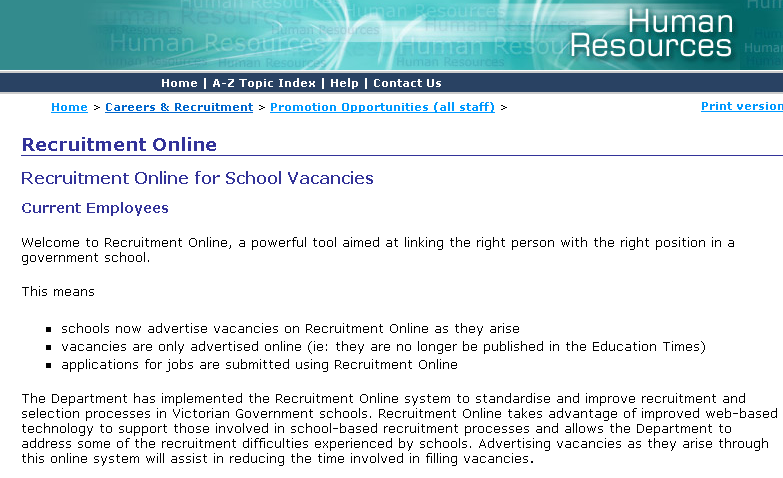 Human
Resources
Home | A-Z Topic Index | Help | Contact Us
Home > Careers & Recruitment > Promotion Opportunities (all staff) >
Print version
Recruitment Online
Recruitment Online for School Vacancies
Current Employees
Welcome to Recruitment Online, a powerful tool aimed at linking the right person with the right position in a
government school.
This means
schools now advertise vacancies on Recruitment Online as they arise
vacancies are only advertised online (ie: they are no longer be published in the Education Times)
applications for jobs are submitted using Recruitment Online
The Department has implemented the Recruitment Online system to standardise and improve recruitment and
selection processes in Victorian Government schools. Recruitment Online takes advantage of improved web-based
technology to support those involved in school-based recruitment processes and allows the Department to
address some of the recruitment difficulties experienced by schools. Advertising vacancies as they arise through
this online system will assist in reducing the time involved in filling vacancies.